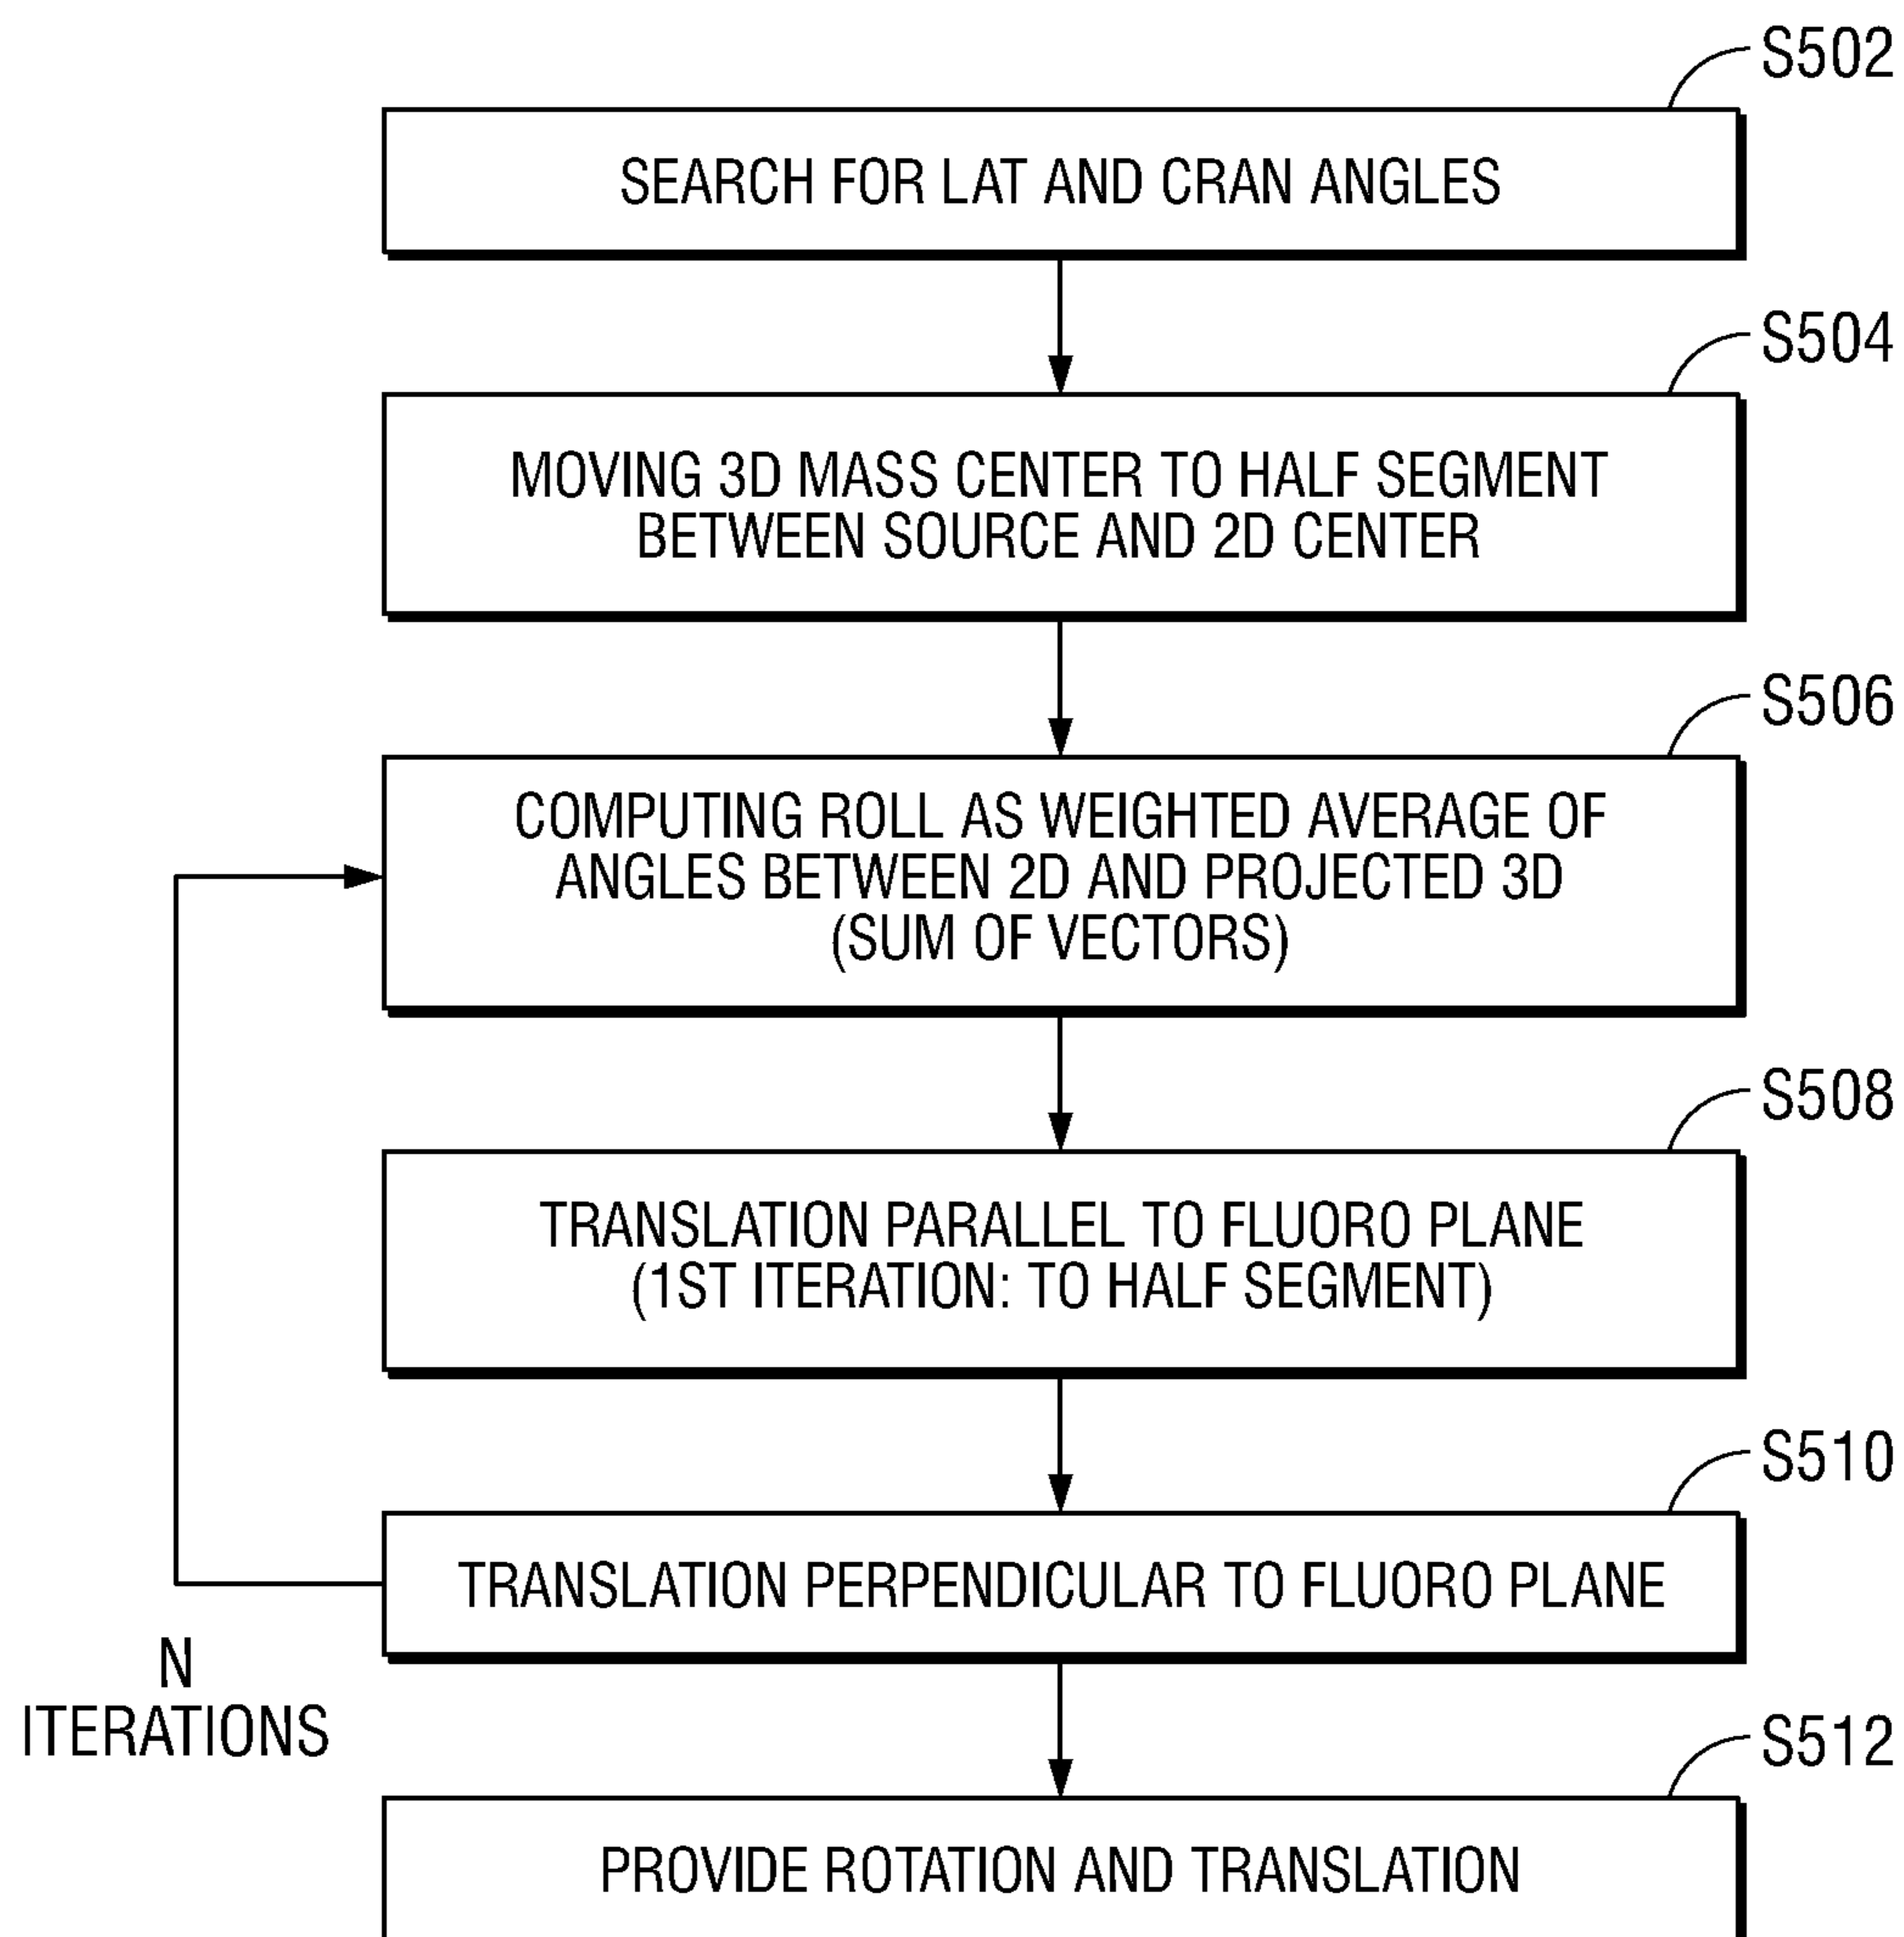 S502
SEARCH FOR LAT AND CRAN ANGLES
S504
MOVING 3D MASS CENTER TO HALF SEGMENT
BETWEEN SOURCE AND 2D CENTER
S506
COMPUTING ROLL AS WEIGHTED AVERAGE OF
ANGLES BETWEEN 2D AND PROJECTED 3D
(SUM OF VECTORS)
S508
TRANSLATION PARALLEL TO FLUORO PLANE
(1ST ITERATION: TO HALF SEGMENT)
S510
TRANSLATION PERPENDICULAR TO FLUORO PLANE
N
ITERATIONS
S512
PROVIDE ROTATION AND TRANSLATION